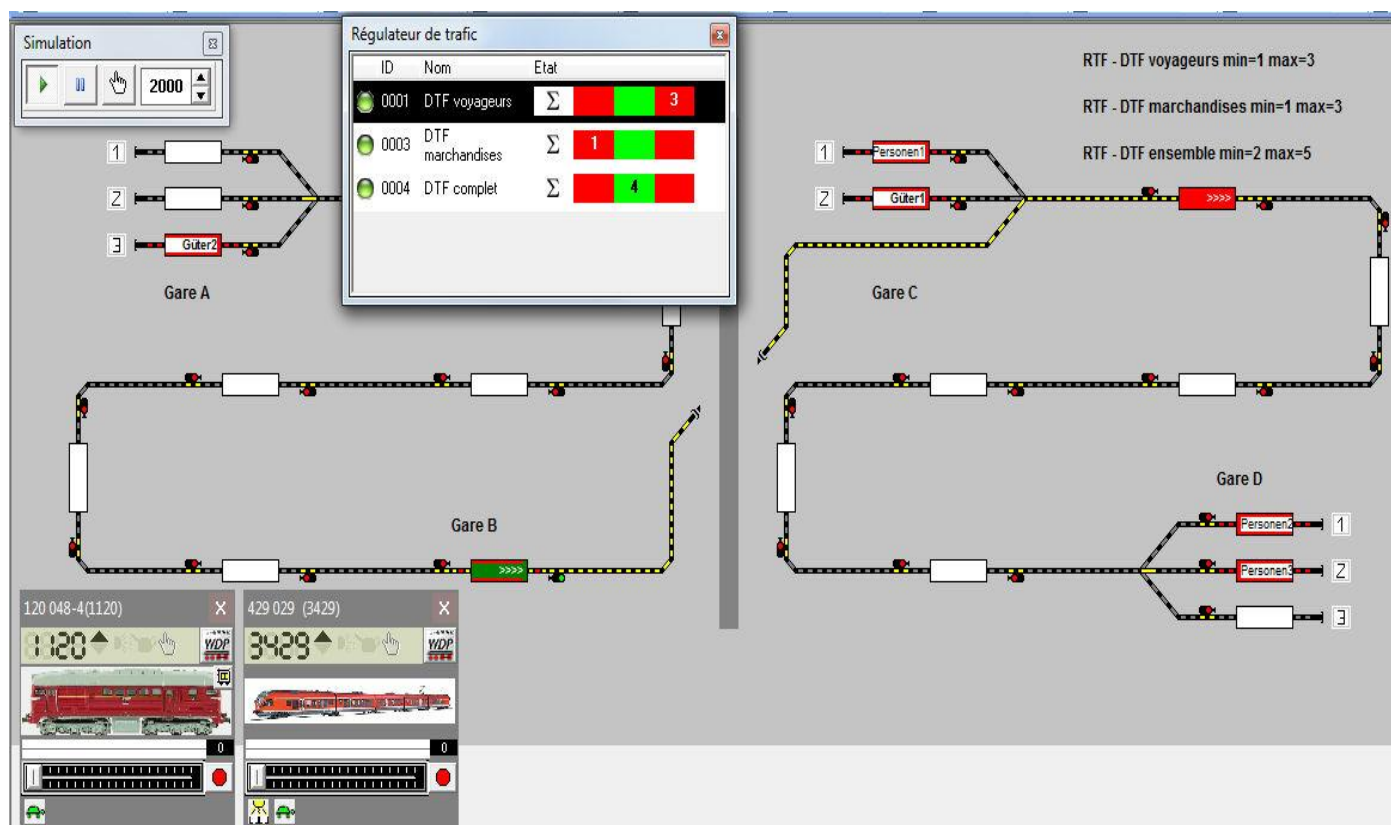 Simulation
2000
Régulateur de trafic
ID Nom Etat
0001 DTF voyageurs Σ 3
0003 DTF marchandises Σ 1
0004 DTF complet Σ 4
RTF - DTF voyageurs min=1 max=3
RTF - DTF marchandises min=1 max=3
RTF - DTF ensemble min=2 max=5
1
2
3 Güter2
Gare A
1 Personen1
2 Güter1
>>>>
Gare C
Gare B
>>>>
Gare D
Personen2 1
Personen3 2
3
120 048-4(1120) X
1120 WDP
0
429 029 (3429) X
3429 WDP
0